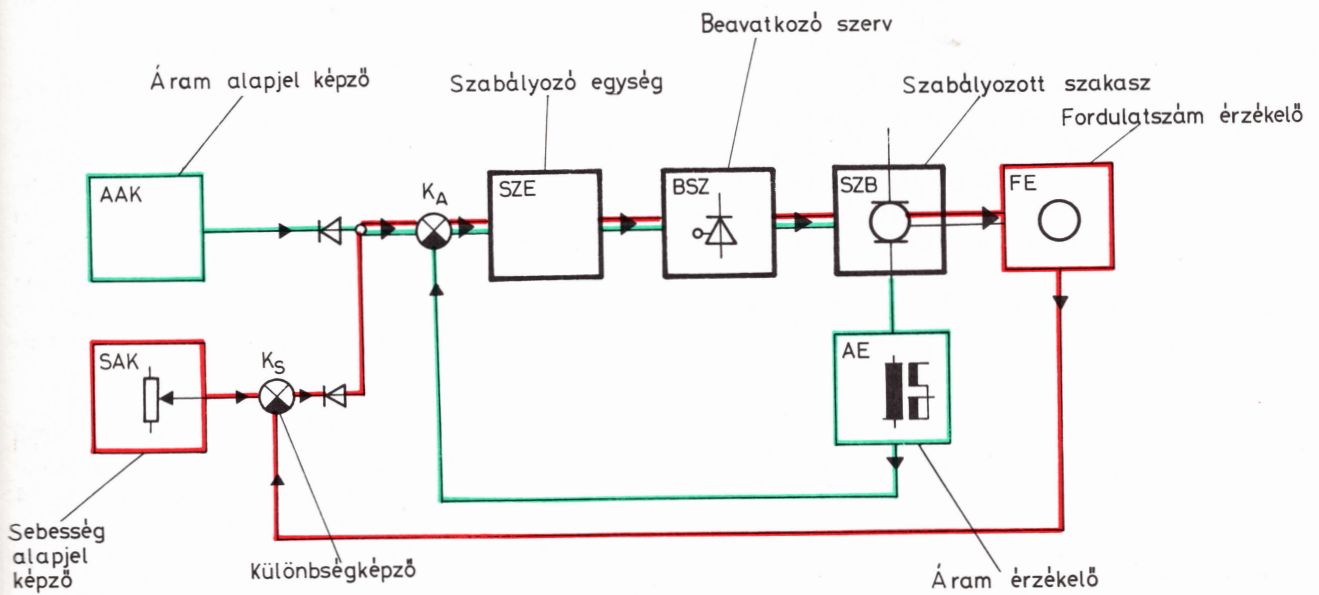 Beavatkozó szerv
Áram alapjel képző
Szabályozó egység
Szabályozott szakasz
Fordulatszám érzékelő
AAK
KA
SZE
BSZ
SZB
FE
SAK
KS
AE
Sebesség
alapjel
képző
Különbségképző
Áram érzékelő